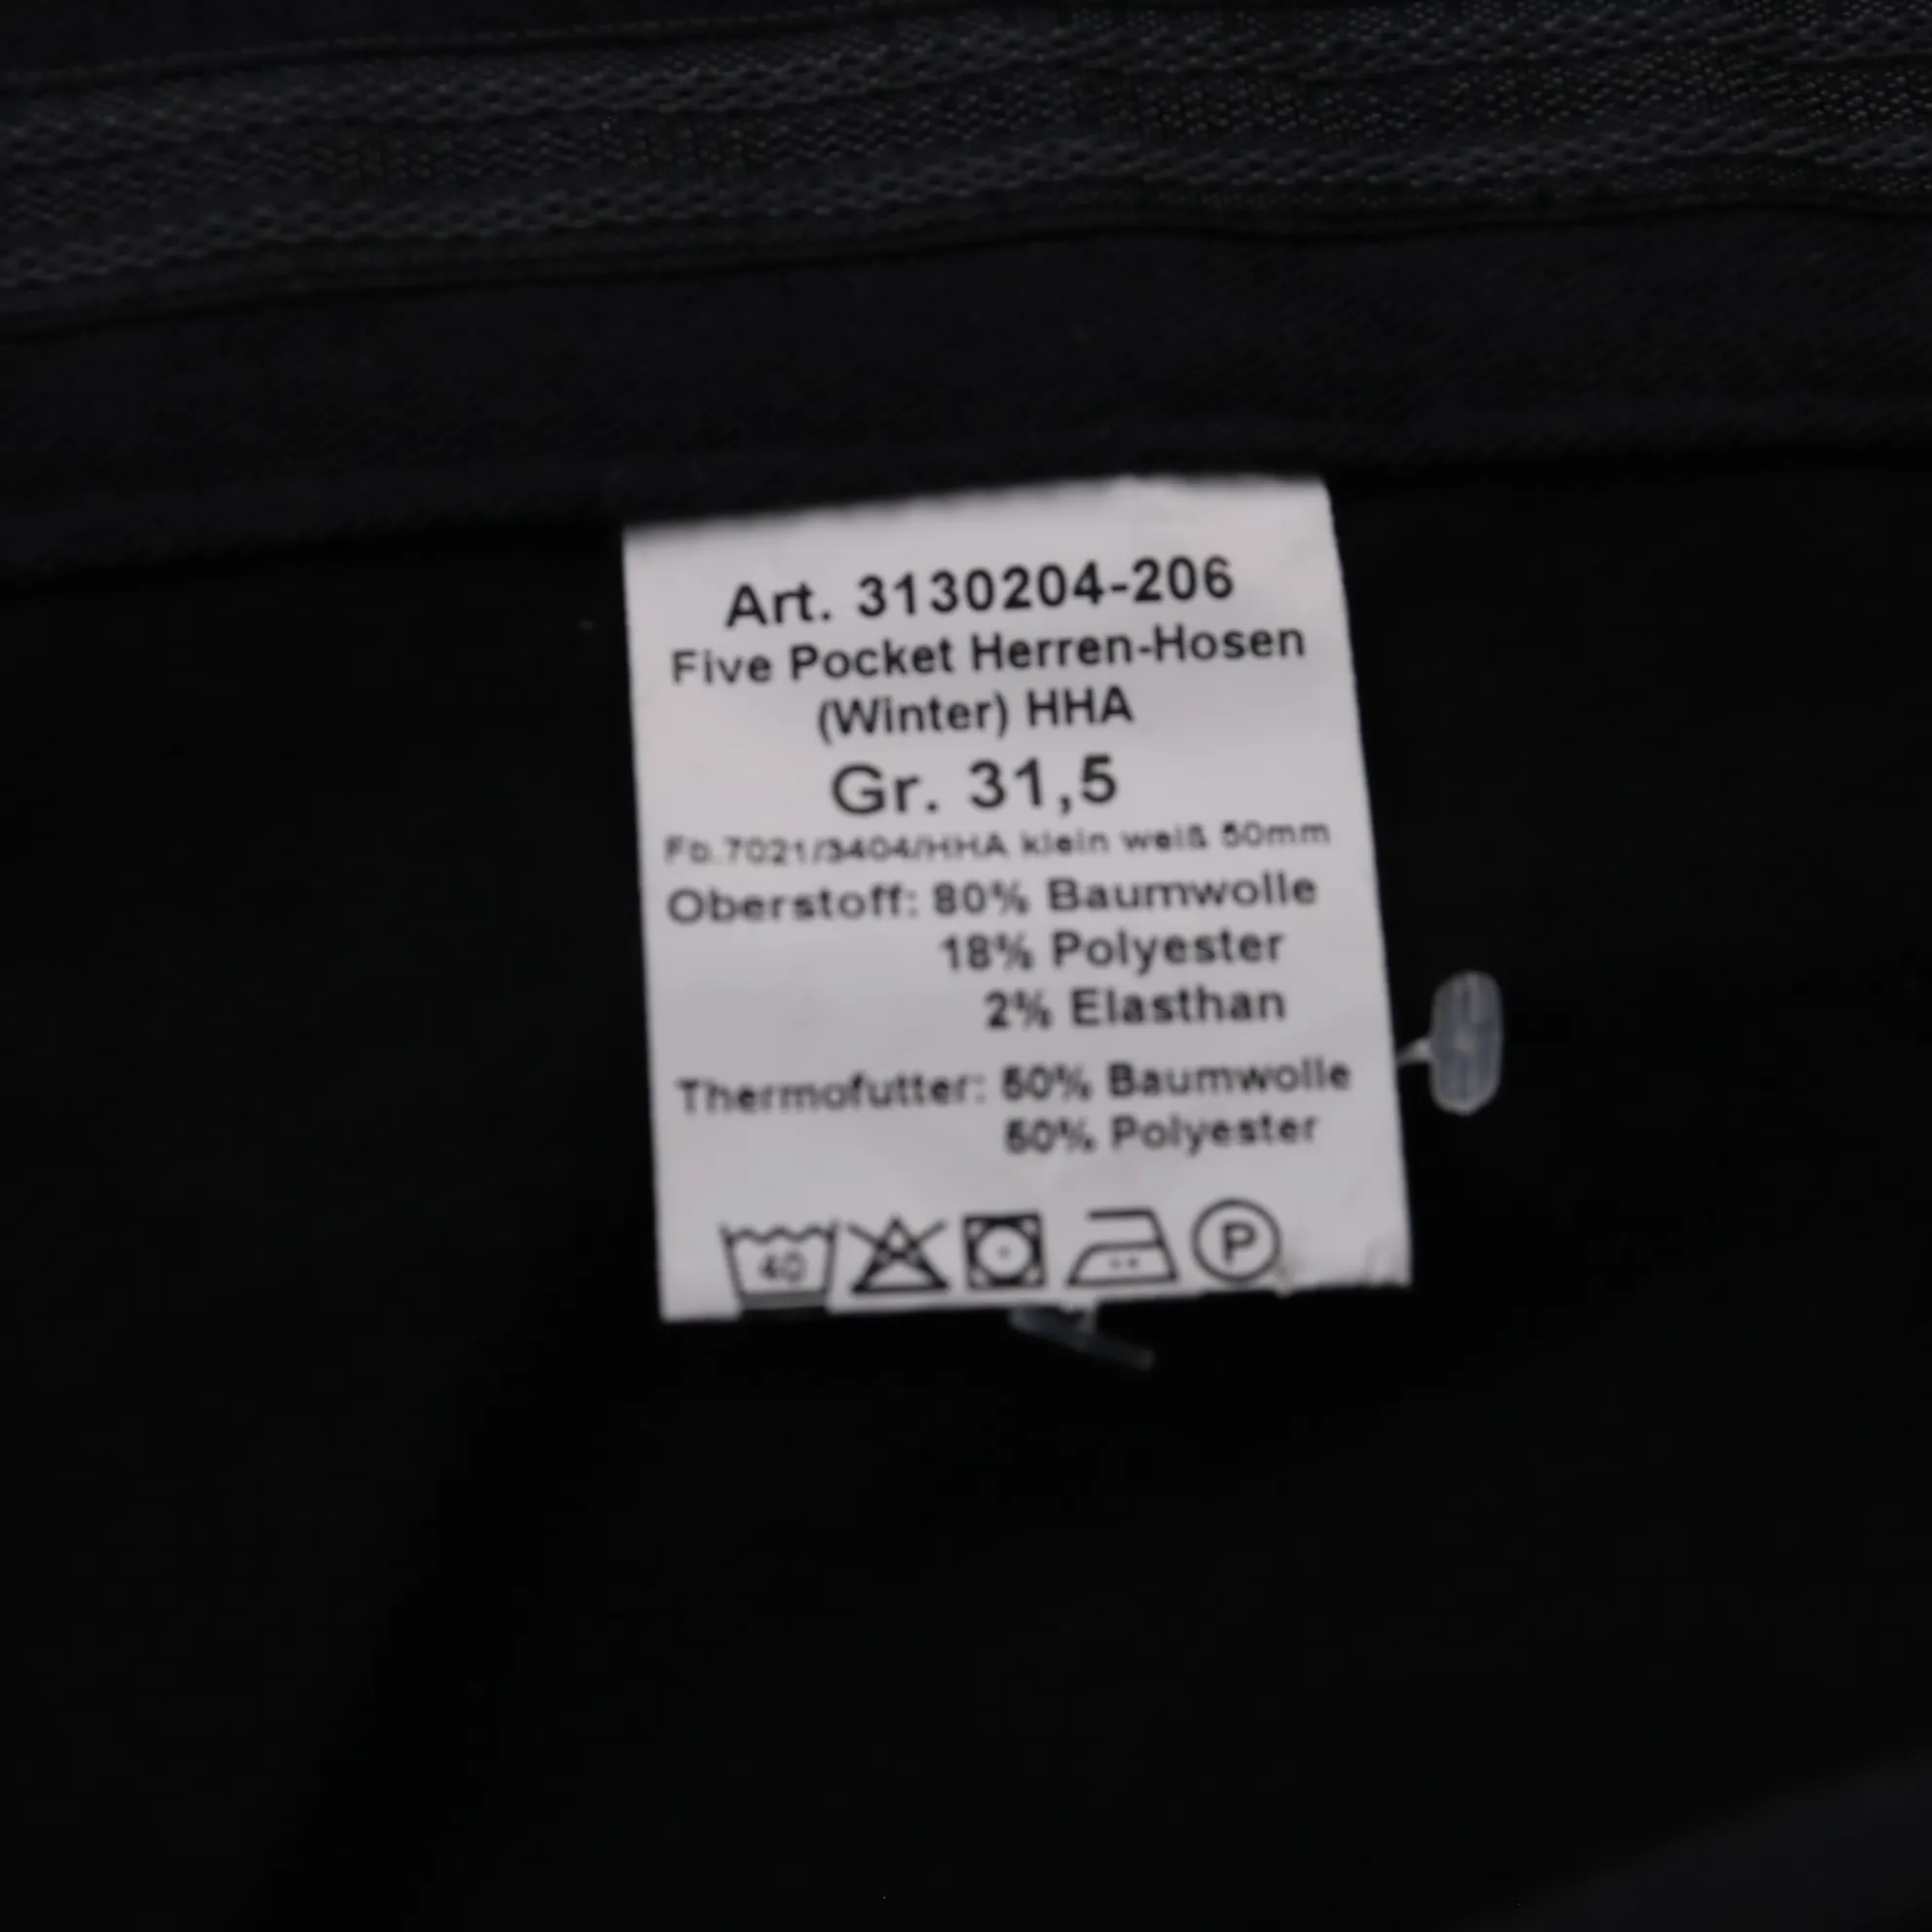 Art. 3130204-206
Five Pocket Herren-Hosen
(Winter) HHA
Gr. 31,5
Fb.7021/3404/HHA klein weiß 50mm
Oberstoff: 80% Baumwolle
18% Polyester
2% Elasthan
Thermofutter: 50% Baumwolle
50% Polyester
40
P